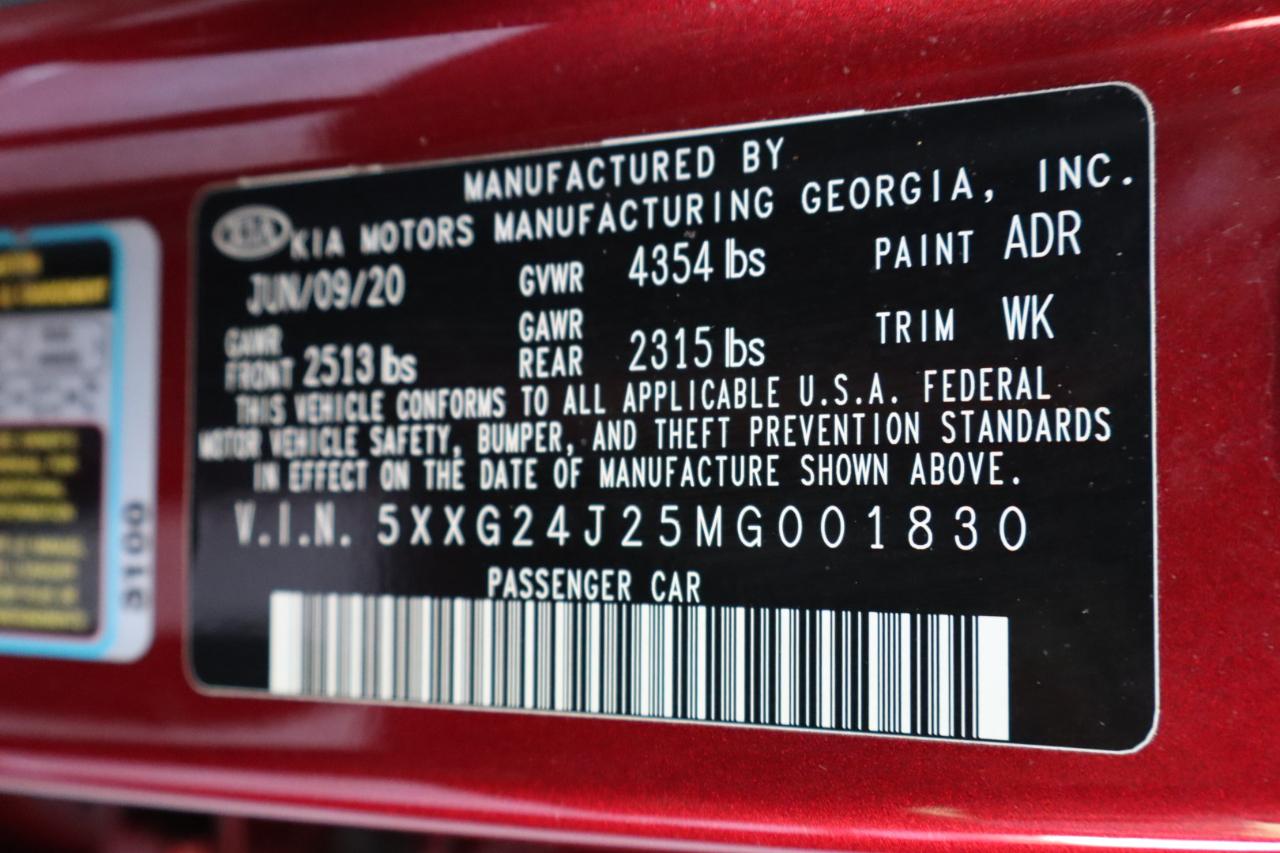 MANUFACTURED BY
KIA KIA MOTORS MANUFACTURING GEORGIA, INC.
JUN/09/20 GVWR 4354 lbs PAINT ADR
GAWR FRONT 2513 lbs GAWR REAR 2315 lbs TRIM WK
THIS VEHICLE CONFORMS TO ALL APPLICABLE U.S.A. FEDERAL
MOTOR VEHICLE SAFETY, BUMPER, AND THEFT PREVENTION STANDARDS
IN EFFECT ON THE DATE OF MANUFACTURE SHOWN ABOVE.
V.I.N. 5XXG24J25MG001830
PASSENGER CAR
5100